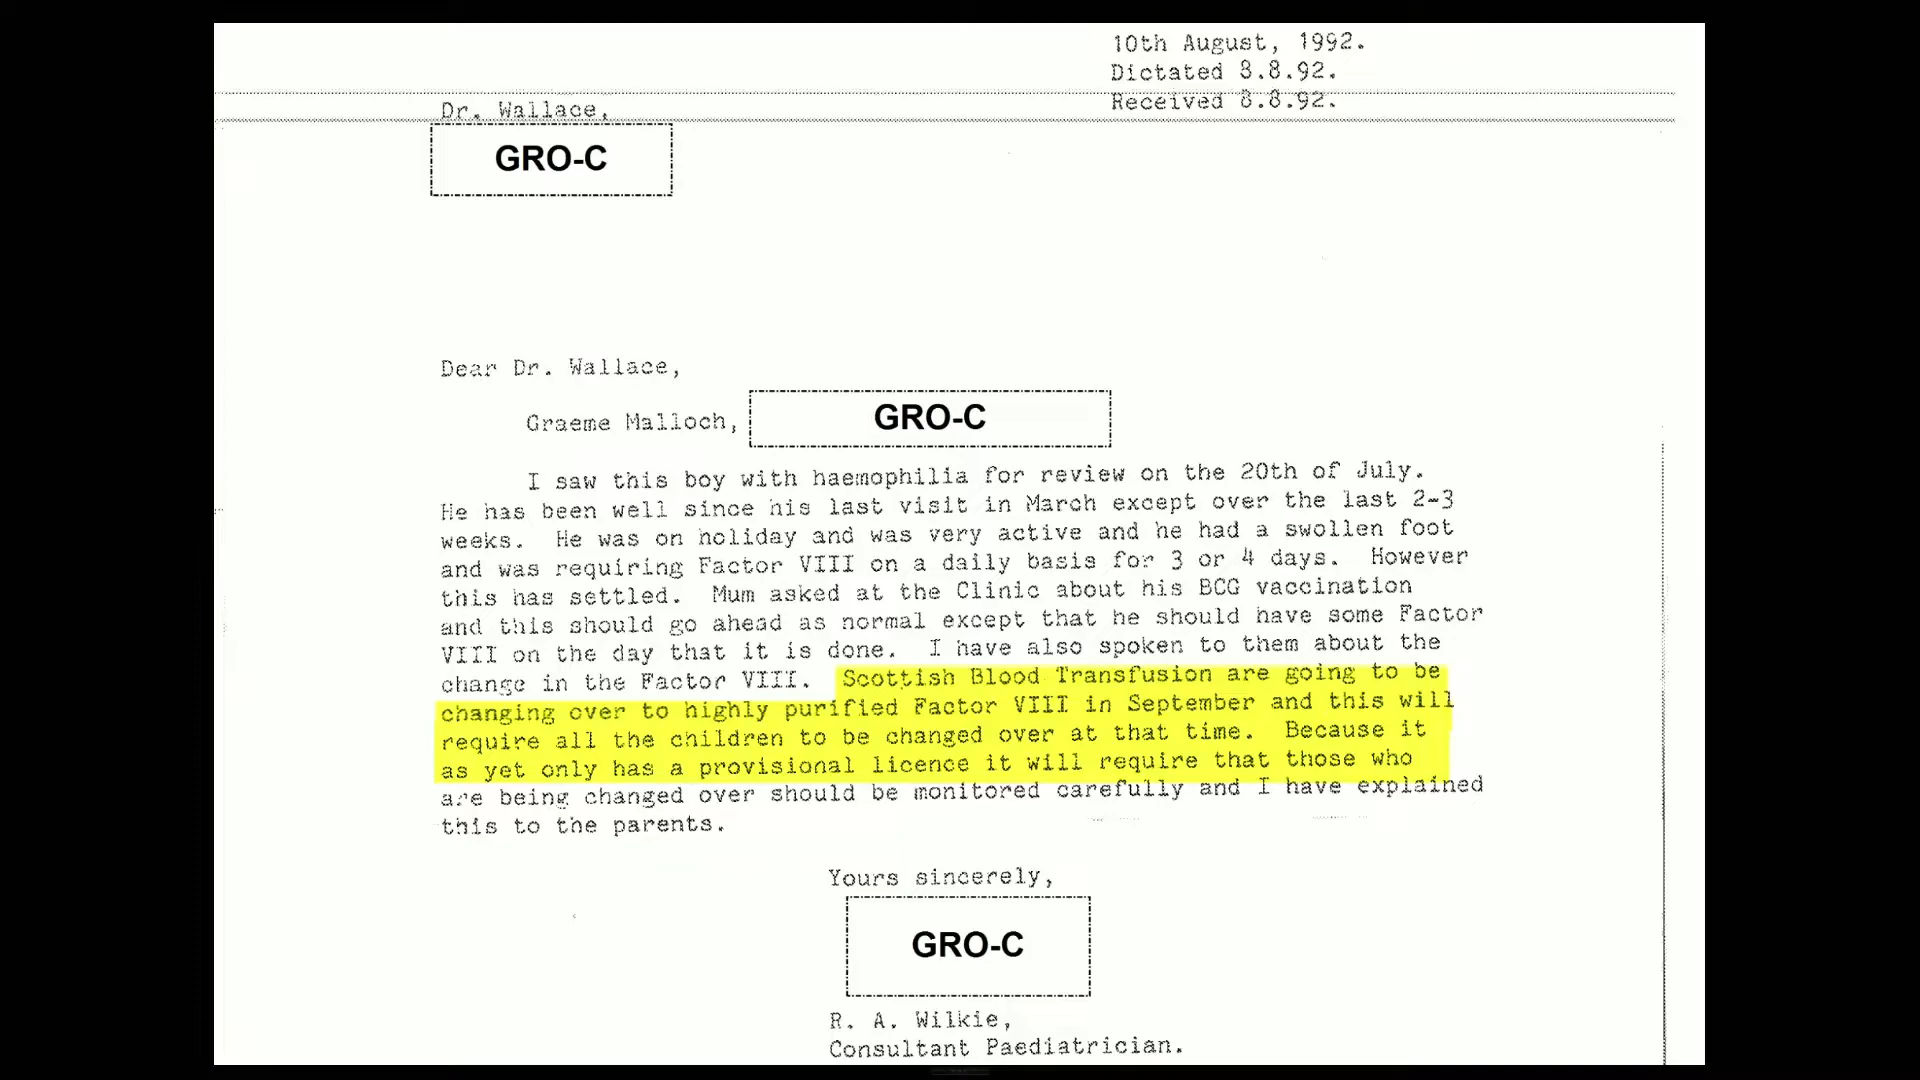 10th August, 1992.
Dictated 8.8.92.
Received 8.8.92.
Dr. Wallace,
GRO-C
Dear Dr. Wallace,
Graeme Malloch,
GRO-C
I saw this boy with haemophilia for review on the 20th of July.
He has been well since his last visit in March except over the last 2-3
weeks. He was on holiday and was very active and he had a swollen foot
and was requiring Factor VIII on a daily basis for 3 or 4 days. However
this has settled. Mum asked at the Clinic about his BCG vaccination
and this should go ahead as normal except that he should have some Factor
VIII on the day that it is done. I have also spoken to them about the
change in the Factor VIII. Scottish Blood Transfusion are going to be
changing over to highly purified Factor VIII in September and this will
require all the children to be changed over at that time. Because it
as yet only has a provisional licence it will require that those who
are being changed over should be monitored carefully and I have explained
this to the parents.
Yours sincerely,
GRO-C
R. A. Wilkie,
Consultant Paediatrician.